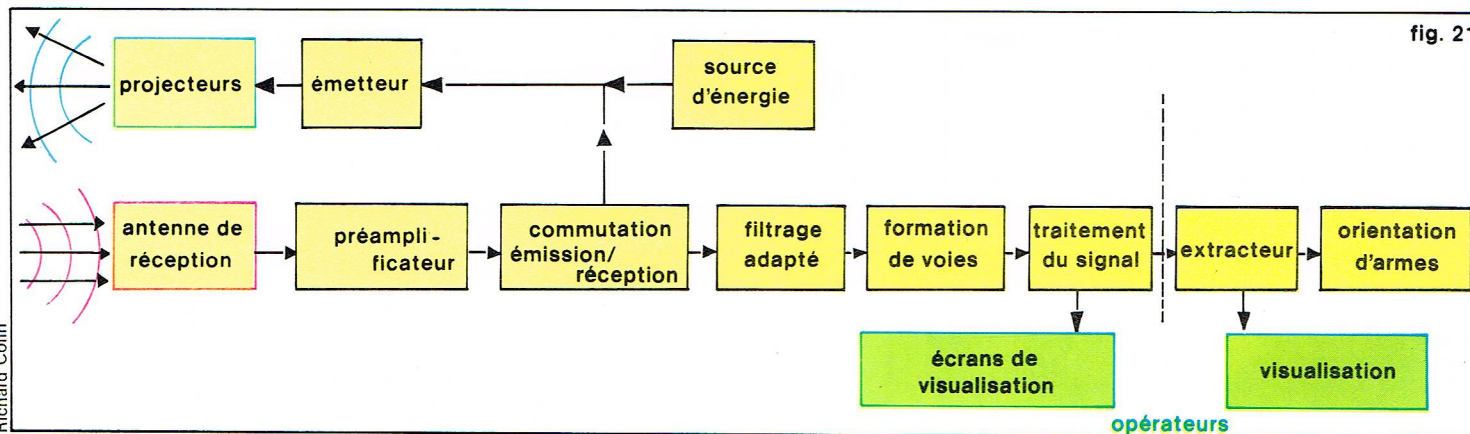 fig. 21
projecteurs
émetteur
source
d'énergie
antenne de
réception
préampli-
ficateur
commutation
émission/
réception
filtrage
adapté
formation
de voies
traitement
du signal
extracteur
orientation
d'armes
écrans de
visualisation
visualisation
opérateurs
Richard Colin